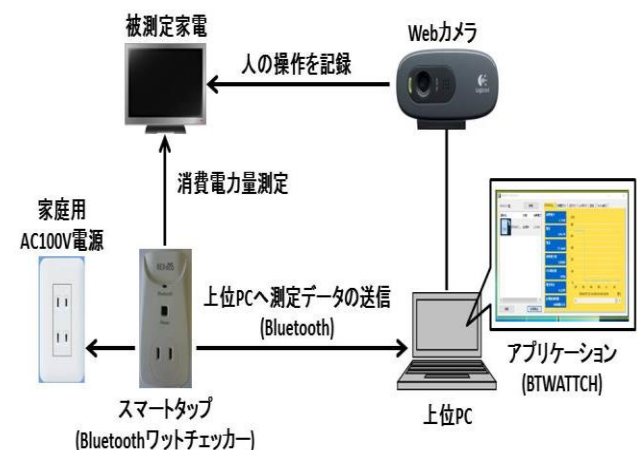 被測定家電
Webカメラ
人の操作を記録
消費電力量測定
家庭用
AC100V電源
上位PCへ測定データの送信
(Bluetooth)
アプリケーション
(BTWATTCH)
スマートタップ
(Bluetoothワットチェッカー)
上位PC